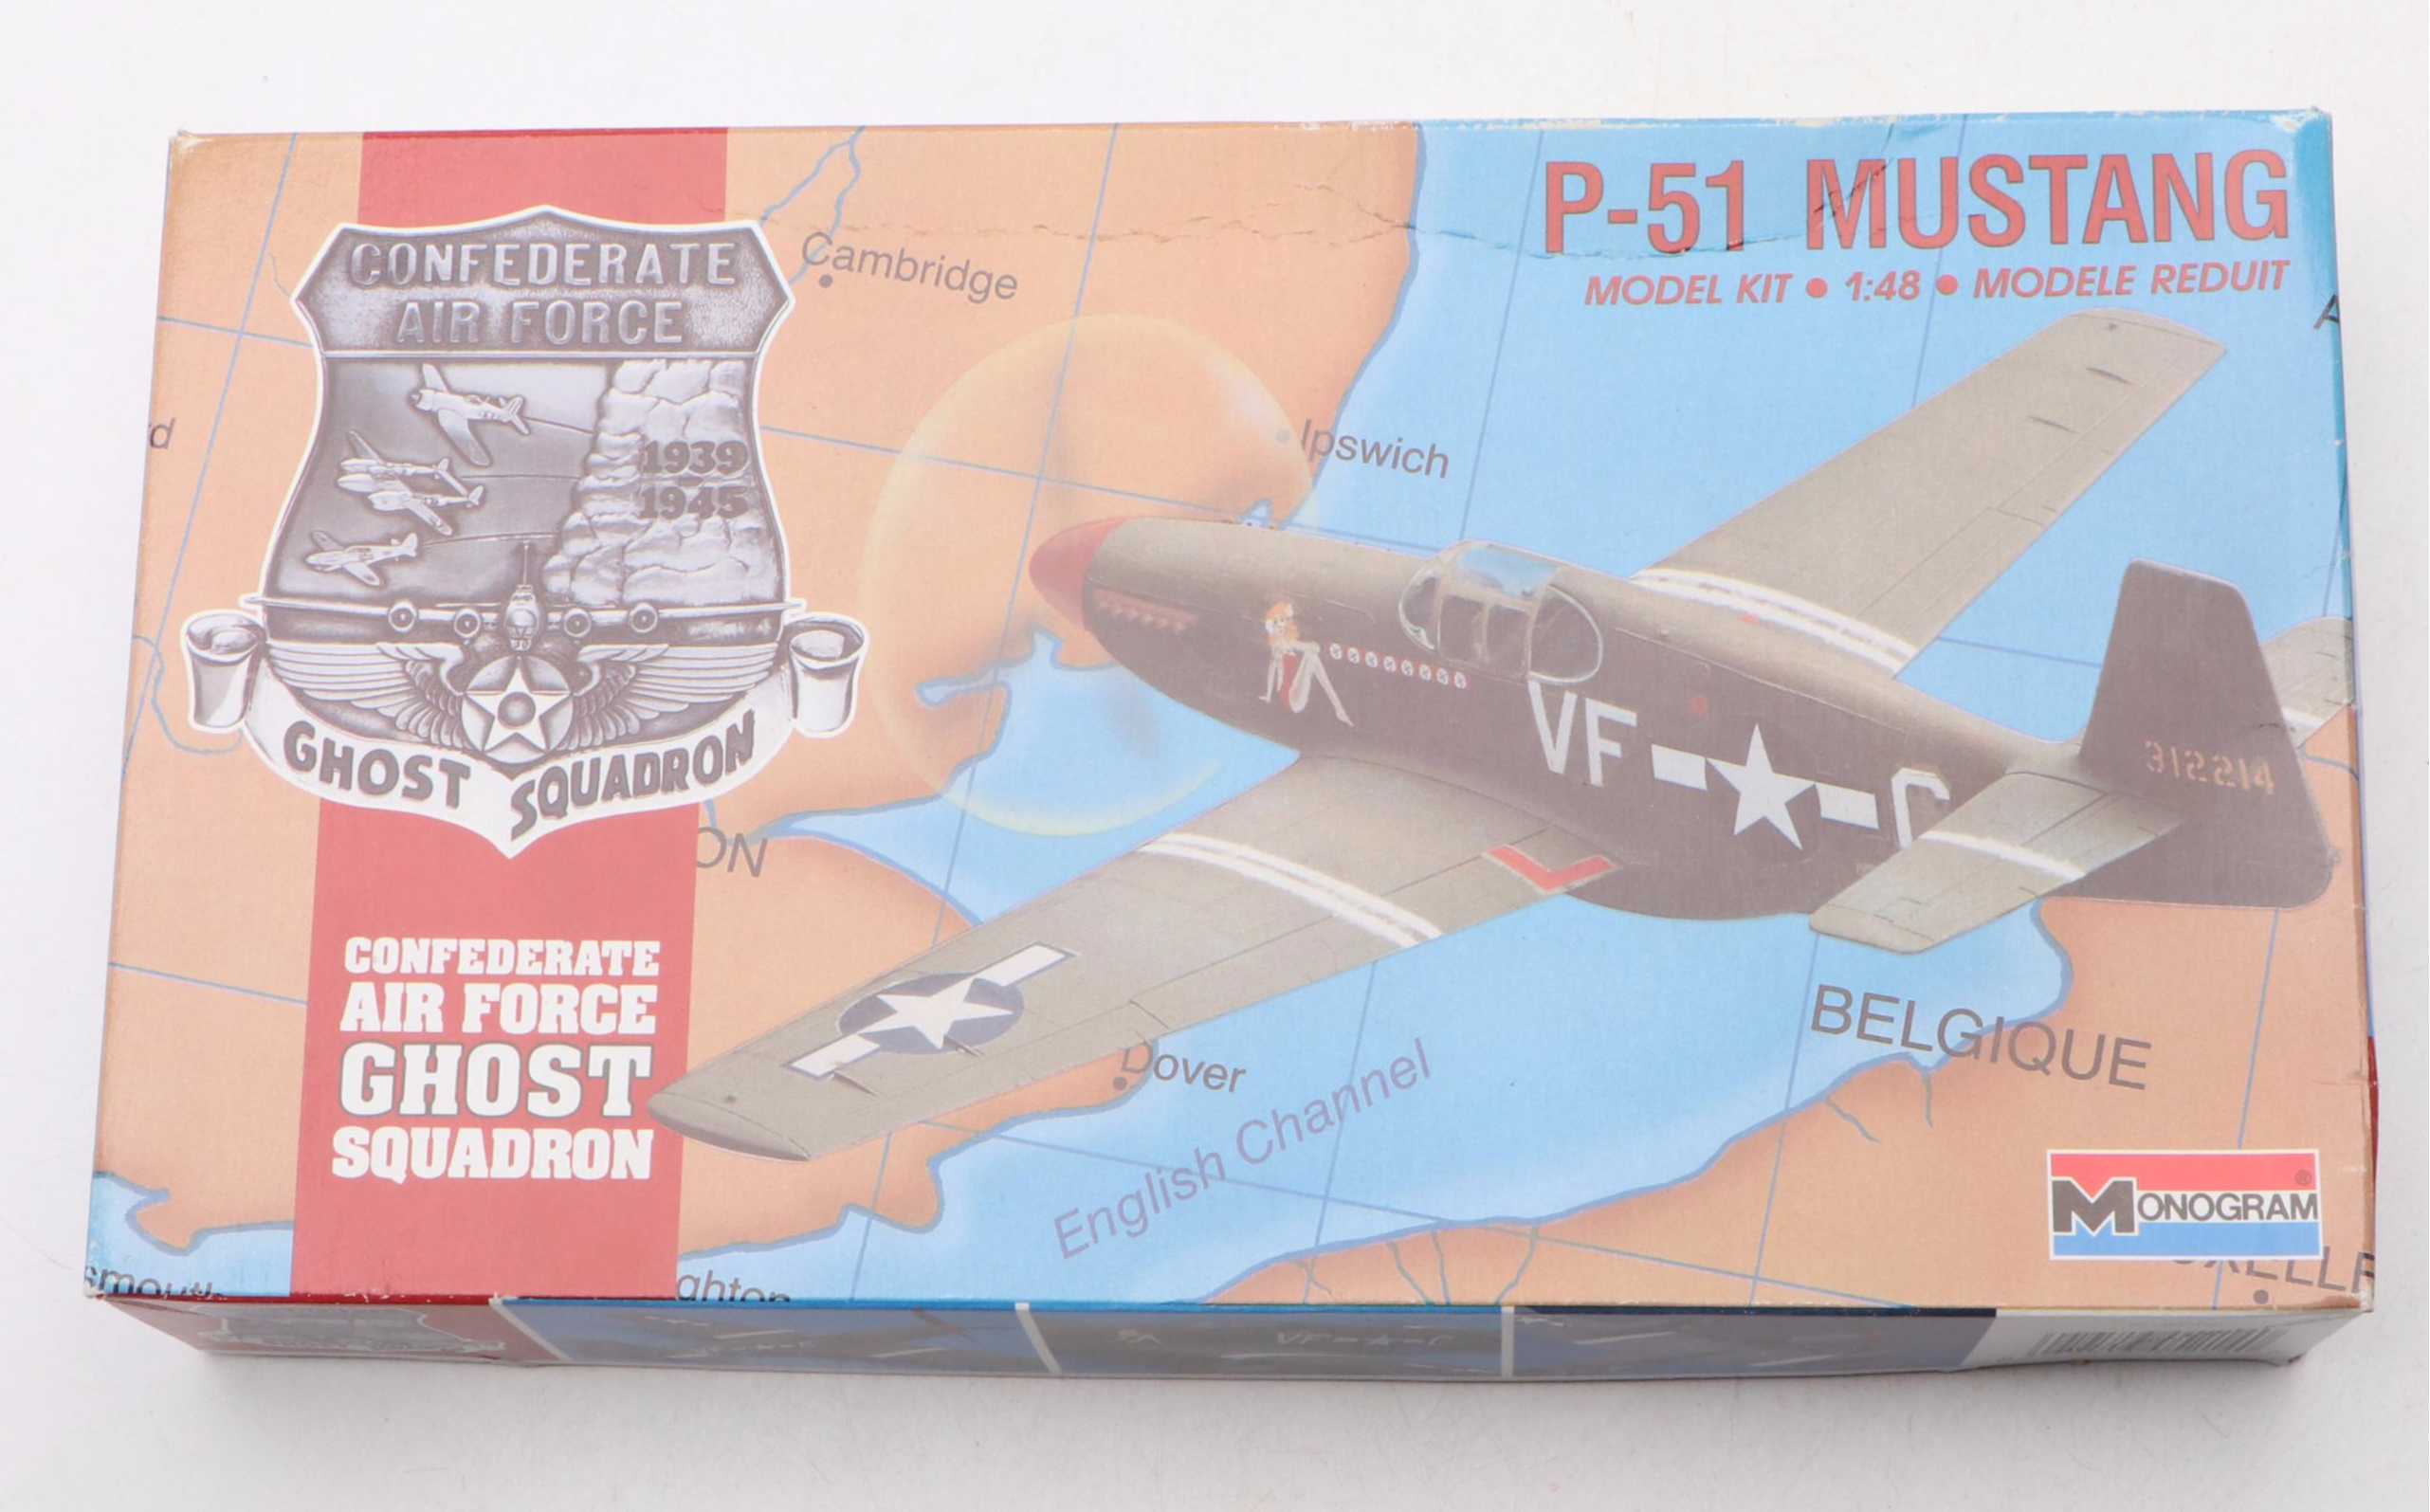 P-51 MUSTANG
MODEL KIT • 1:48 • MODELE REDUIT
CONFEDERATE
AIR FORCE
1939
1945
GHOST SQUADRON
CONFEDERATE
AIR FORCE
GHOST
SQUADRON
Cambridge
Ipswich
VF
312214
Dover
English Channel
BELGIQUE
MONOGRAM®
VF C